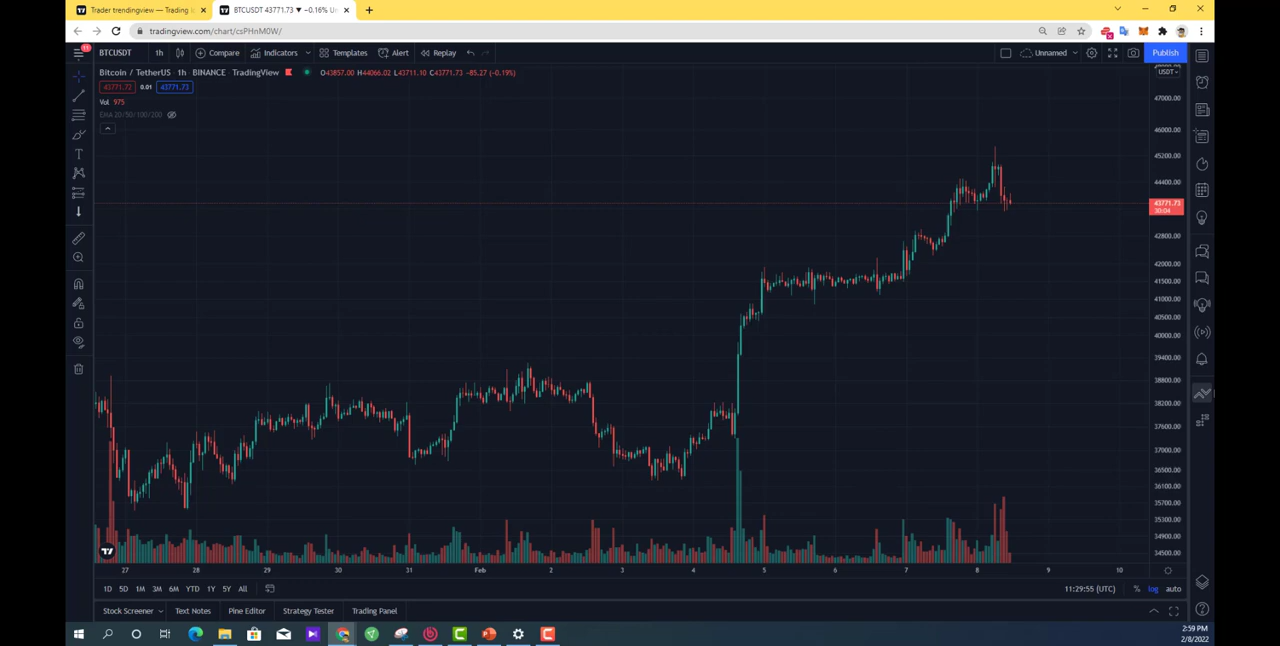 Trader trendingview — Trading i
BTCUSDT 43771.73 ▼ −0.16% U
tradingview.com/chart/csPHnM0W/
11 BTCUSDT 1h Compare Indicators Templates Alert Replay Unnamed Publish
Bitcoin / TetherUS · 1h · BINANCE · TradingView O43857.00 H44066.02 L43711.10 C43771.73 −85.27 (−0.19%)
USDT
43771.72 0.01 43771.73
Vol 975
EMA 20/50/100/200
47000.00
46000.00
45200.00
44400.00
43771.73
30:04
42800.00
42000.00
41500.00
41000.00
40500.00
40000.00
39400.00
38800.00
38200.00
37600.00
37000.00
36500.00
36100.00
35700.00
35300.00
34900.00
34500.00
27 28 29 30 31 Feb 2 3 4 5 6 7 8 9 10
1D 5D 1M 3M 6M YTD 1Y 5Y All 11:29:55 (UTC) % log auto
Stock Screener Text Notes Pine Editor Strategy Tester Trading Panel
2:59 PM
2/8/2022